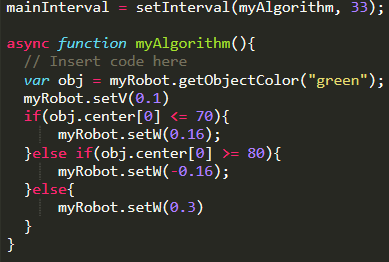 mainInterval = setInterval(myAlgorithm, 33);
async function myAlgorithm(){
// Insert code here
var obj = myRobot.getObjectColor("green");
myRobot.setV(0.1)
if(obj.center[0] <= 70){
myRobot.setW(0.16);
}else if(obj.center[0] >= 80){
myRobot.setW(-0.16);
}else{
myRobot.setW(0.3)
}
}